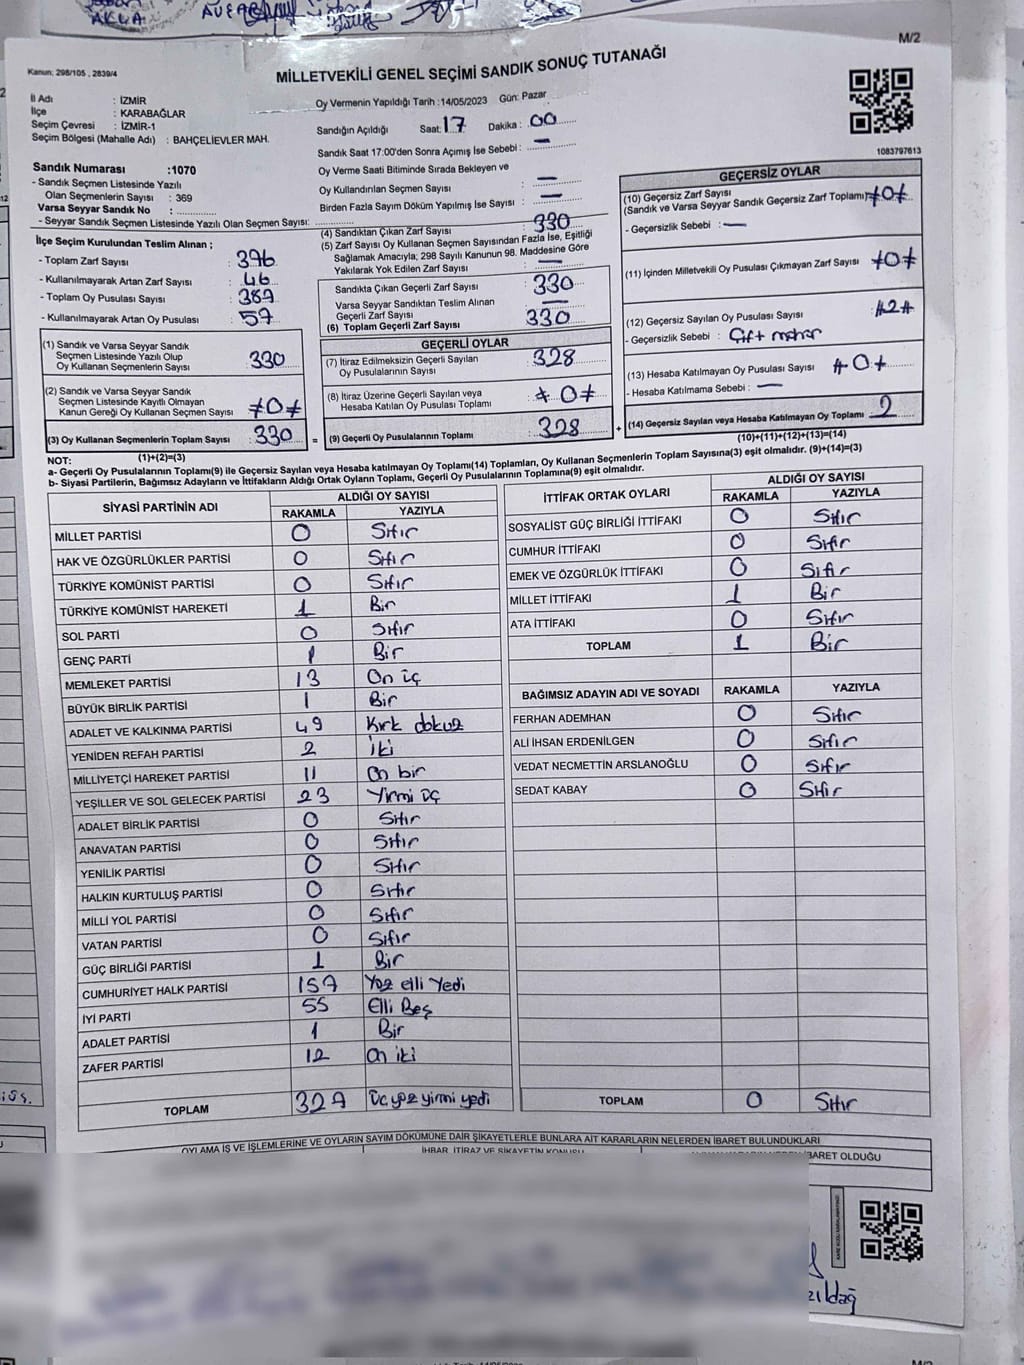 M/2
Kanun; 298/105 , 2839/4
MİLLETVEKİLİ GENEL SEÇİMİ SANDIK SONUÇ TUTANAĞI
İl Adı : İZMİR
İlçe : KARABAĞLAR
Seçim Çevresi : İZMİR-1
Seçim Bölgesi (Mahalle Adı) : BAHÇELİEVLER MAH.
Sandık Numarası :1070
- Sandık Seçmen Listesinde Yazılı
Olan Seçmenlerin Sayısı : 369
Varsa Seyyar Sandık No :
- Seyyar Sandık Seçmen Listesinde Yazılı Olan Seçmen Sayısı:
Oy Vermenin Yapıldığı Tarih :14/05/2023 Gün: Pazar
Sandığın Açıldığı Saat: 17 Dakika : 00
Sandık Saat 17:00'den Sonra Açımış İse Sebebi : —
Oy Verme Saati Bitiminde Sırada Bekleyen ve
Oy Kullandırılan Seçmen Sayısı —
Birden Fazla Sayım Döküm Yapılmış İse Sayısı : —
(4) Sandıktan Çıkan Zarf Sayısı 330
(5) Zarf Sayısı Oy Kullanan Seçmen Sayısından Fazla İse, Eşitliği
Sağlamak Amacıyla; 298 Sayılı Kanunun 98. Maddesine Göre
Yakılarak Yok Edilen Zarf Sayısı —
Sandıkta Çıkan Geçerli Zarf Sayısı 330
Varsa Seyyar Sandıktan Teslim Alınan
Geçerli Zarf Sayısı —
(6) Toplam Geçerli Zarf Sayısı 330
1083797613
GEÇERSİZ OYLAR
(10) Geçersiz Zarf Sayısı
(Sandık ve Varsa Seyyar Sandık Geçersiz Zarf Toplamı) ≠0≠
- Geçersizlik Sebebi : —
(11) İçinden Milletvekili Oy Pusulası Çıkmayan Zarf Sayısı ≠0≠
(12) Geçersiz Sayılan Oy Pusulası Sayısı #2#
- Geçersizlik Sebebi : Çift mühür
(13) Hesaba Katılmayan Oy Pusulası Sayısı #0≠
- Hesaba Katılmama Sebebi : —
(14) Geçersiz Sayılan veya Hesaba Katılmayan Oy Toplamı 2
(10)+(11)+(12)+(13)=(14)
İlçe Seçim Kurulundan Teslim Alınan ;
- Toplam Zarf Sayısı : 376
- Kullanılmayarak Artan Zarf Sayısı : 46
- Toplam Oy Pusulası Sayısı : 387
- Kullanılmayarak Artan Oy Pusulası : 57
(1) Sandık ve Varsa Seyyar Sandık
Seçmen Listesinde Yazılı Olup
Oy Kullanan Seçmenlerin Sayısı : 330
(2) Sandık ve Varsa Seyyar Sandık
Seçmen Listesinde Kayıtlı Olmayan
Kanun Gereği Oy Kullanan Seçmen Sayısı : ≠0≠
(3) Oy Kullanan Seçmenlerin Toplam Sayısı : 330
(1)+(2)=(3)
GEÇERLİ OYLAR
(7) İtiraz Edilmeksizin Geçerli Sayılan
Oy Pusulalarının Sayısı 328
(8) İtiraz Üzerine Geçerli Sayılan veya
Hesaba Katılan Oy Pusulası Toplamı ≠0≠
= (9) Geçerli Oy Pusulalarının Toplamı 328 +
NOT:
a- Geçerli Oy Pusulalarının Toplamı(9) ile Geçersiz Sayılan veya Hesaba katılmayan Oy Toplamı(14) Toplamları, Oy Kullanan Seçmenlerin Toplam Sayısına(3) eşit olmalıdır. (9)+(14)=(3)
b- Siyasi Partilerin, Bağımsız Adayların ve İttifakların Aldığı Ortak Oyların Toplamı, Geçerli Oy Pusulalarının Toplamına(9) eşit olmalıdır.
SİYASİ PARTİNİN ADI ALDIĞI OY SAYISI
RAKAMLA YAZIYLA
MİLLET PARTİSİ 0 Sıfır
HAK VE ÖZGÜRLÜKLER PARTİSİ 0 Sıfır
TÜRKİYE KOMÜNİST PARTİSİ 0 Sıfır
TÜRKİYE KOMÜNİST HAREKETİ 1 Bir
SOL PARTİ 0 Sıfır
GENÇ PARTİ 1 Bir
MEMLEKET PARTİSİ 13 On üç
BÜYÜK BİRLİK PARTİSİ 1 Bir
ADALET VE KALKINMA PARTİSİ 49 Kırk dokuz
YENİDEN REFAH PARTİSİ 2 İki
MİLLİYETÇİ HAREKET PARTİSİ 11 On bir
YEŞİLLER VE SOL GELECEK PARTİSİ 23 Yirmi üç
ADALET BİRLİK PARTİSİ 0 Sıfır
ANAVATAN PARTİSİ 0 Sıfır
YENİLİK PARTİSİ 0 Sıfır
HALKIN KURTULUŞ PARTİSİ 0 Sıfır
MİLLİ YOL PARTİSİ 0 Sıfır
VATAN PARTİSİ 0 Sıfır
GÜÇ BİRLİĞİ PARTİSİ 1 Bir
CUMHURİYET HALK PARTİSİ 157 Yüz elli Yedi
İYİ PARTİ 55 Elli Beş
ADALET PARTİSİ 1 Bir
ZAFER PARTİSİ 12 On iki
TOPLAM 327 Üç yüz yirmi yedi
İTTİFAK ORTAK OYLARI ALDIĞI OY SAYISI
RAKAMLA YAZIYLA
SOSYALİST GÜÇ BİRLİĞİ İTTİFAKI 0 Sıfır
CUMHUR İTTİFAKI 0 Sıfır
EMEK VE ÖZGÜRLÜK İTTİFAKI 0 Sıfır
MİLLET İTTİFAKI 1 Bir
ATA İTTİFAKI 0 Sıfır
TOPLAM 1 Bir
BAĞIMSIZ ADAYIN ADI VE SOYADI RAKAMLA YAZIYLA
FERHAN ADEMHAN 0 Sıfır
ALİ İHSAN ERDENİLGEN 0 Sıfır
VEDAT NECMETTİN ARSLANOĞLU 0 Sıfır
SEDAT KABAY 0 Sıfır
TOPLAM 0 Sıfır
OYLAMA İŞ VE İŞLEMLERİNE VE OYLARIN SAYIM DÖKÜMÜNE DAİR ŞİKAYETLERLE BUNLARA AİT KARARLARIN NELERDEN İBARET BULUNDUKLARI
İHBAR, İTİRAZ VE ŞİKAYETİN KONUSU
İBARET OLDUĞU